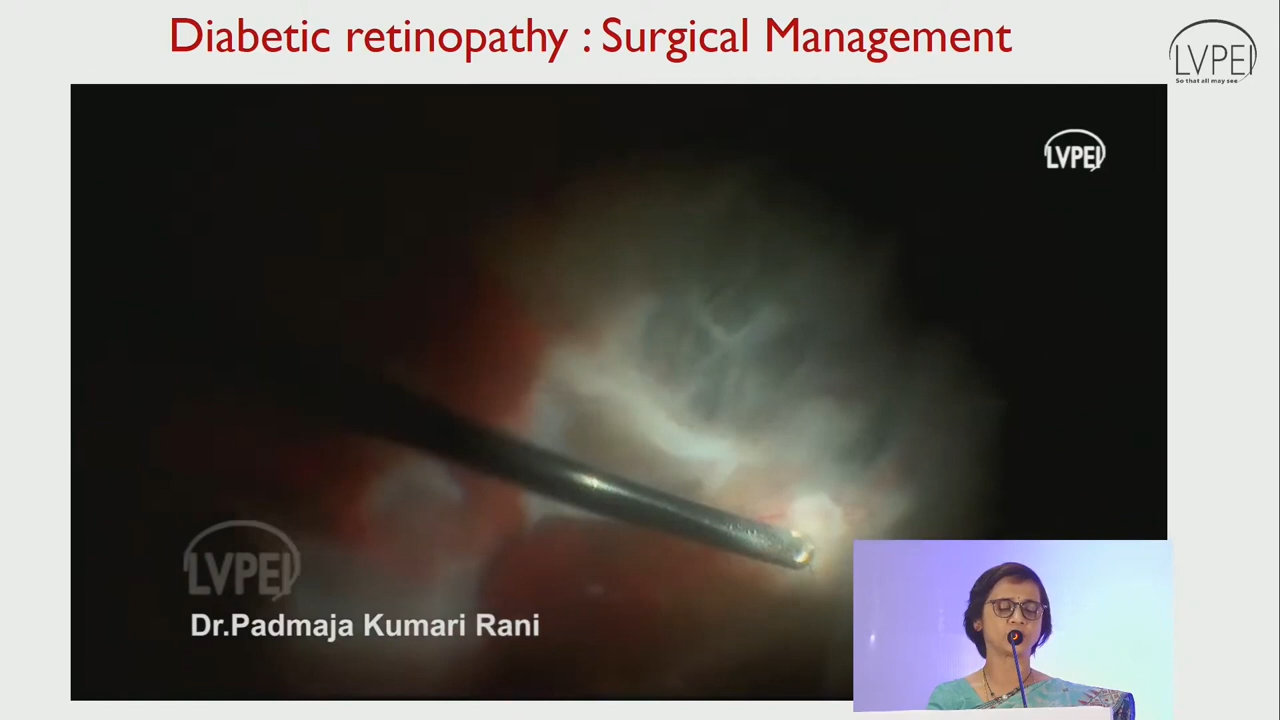 Diabetic retinopathy : Surgical Management
LVPEI
So that all may see
LVPEI
LVPEI
Dr.Padmaja Kumari Rani